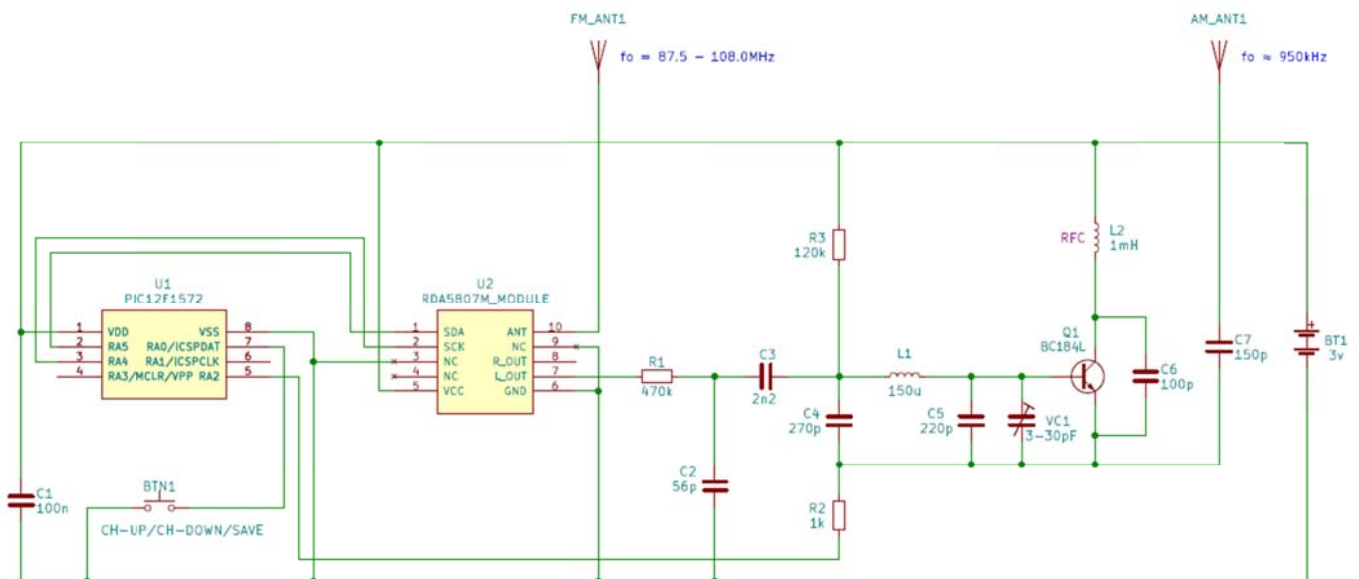 FM_ANT1
fo = 87.5 - 108.0MHz
AM_ANT1
fo ≈ 950kHz
R3
120k
RFC
L2
1mH
U1
PIC12F1572
1 VDD VSS 8
2 RA5 RA0/ICSPDAT 7
3 RA4 RA1/ICSPCLK 6
4 RA3/MCLR/VPP RA2 5
U2
RDA5807M_MODULE
1 SDA ANT 10
2 SCK NC 9
3 NC R_OUT 8
4 NC L_OUT 7
5 VCC GND 6
R1
470k
C3
2n2
L1
150u
Q1
BC184L
C6
100p
C7
150p
+
BT1
3v
C4
270p
C5
220p
VC1
3-30pF
C2
56p
R2
1k
C1
100n
BTN1
CH-UP/CH-DOWN/SAVE